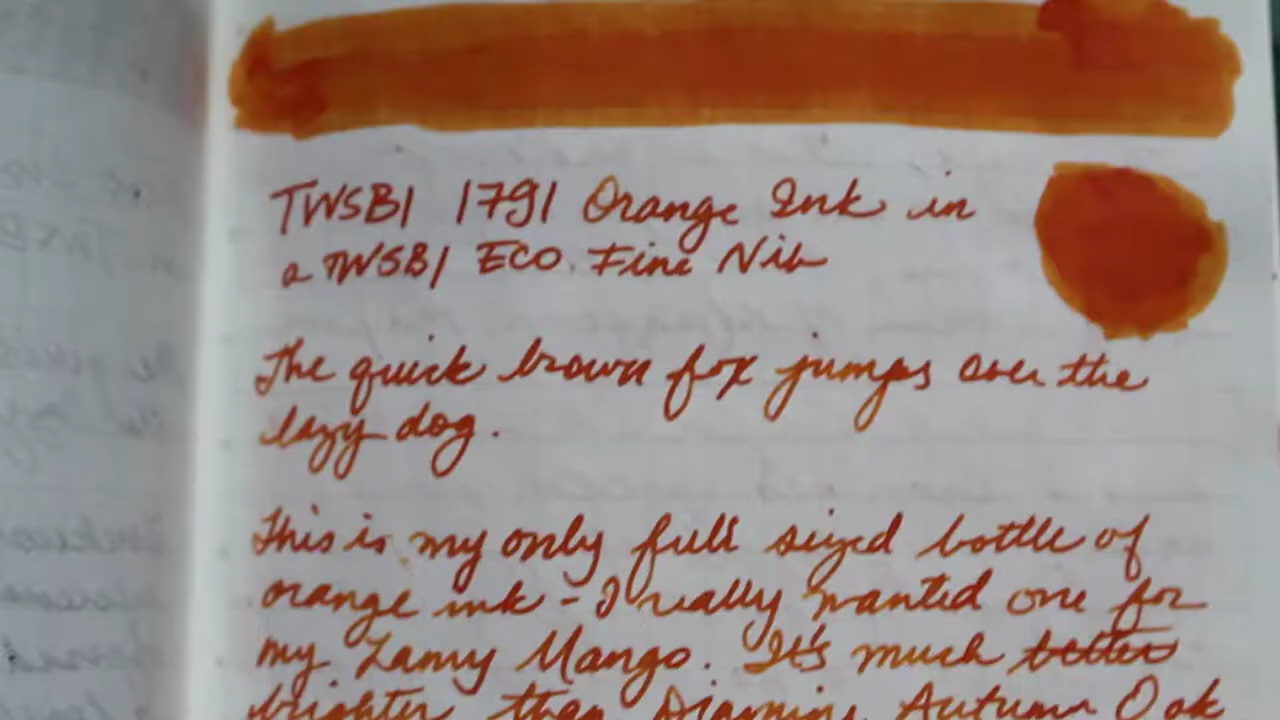 TWSBI 1791 Orange Ink in
a TWSBI ECO Fine Nib
The quick brown fox jumps over the
lazy dog.
This is my only full sized bottle of
orange ink - I really wanted one for
my Lamy Mango. It's much better
brighter than Diamine Autumn Oak